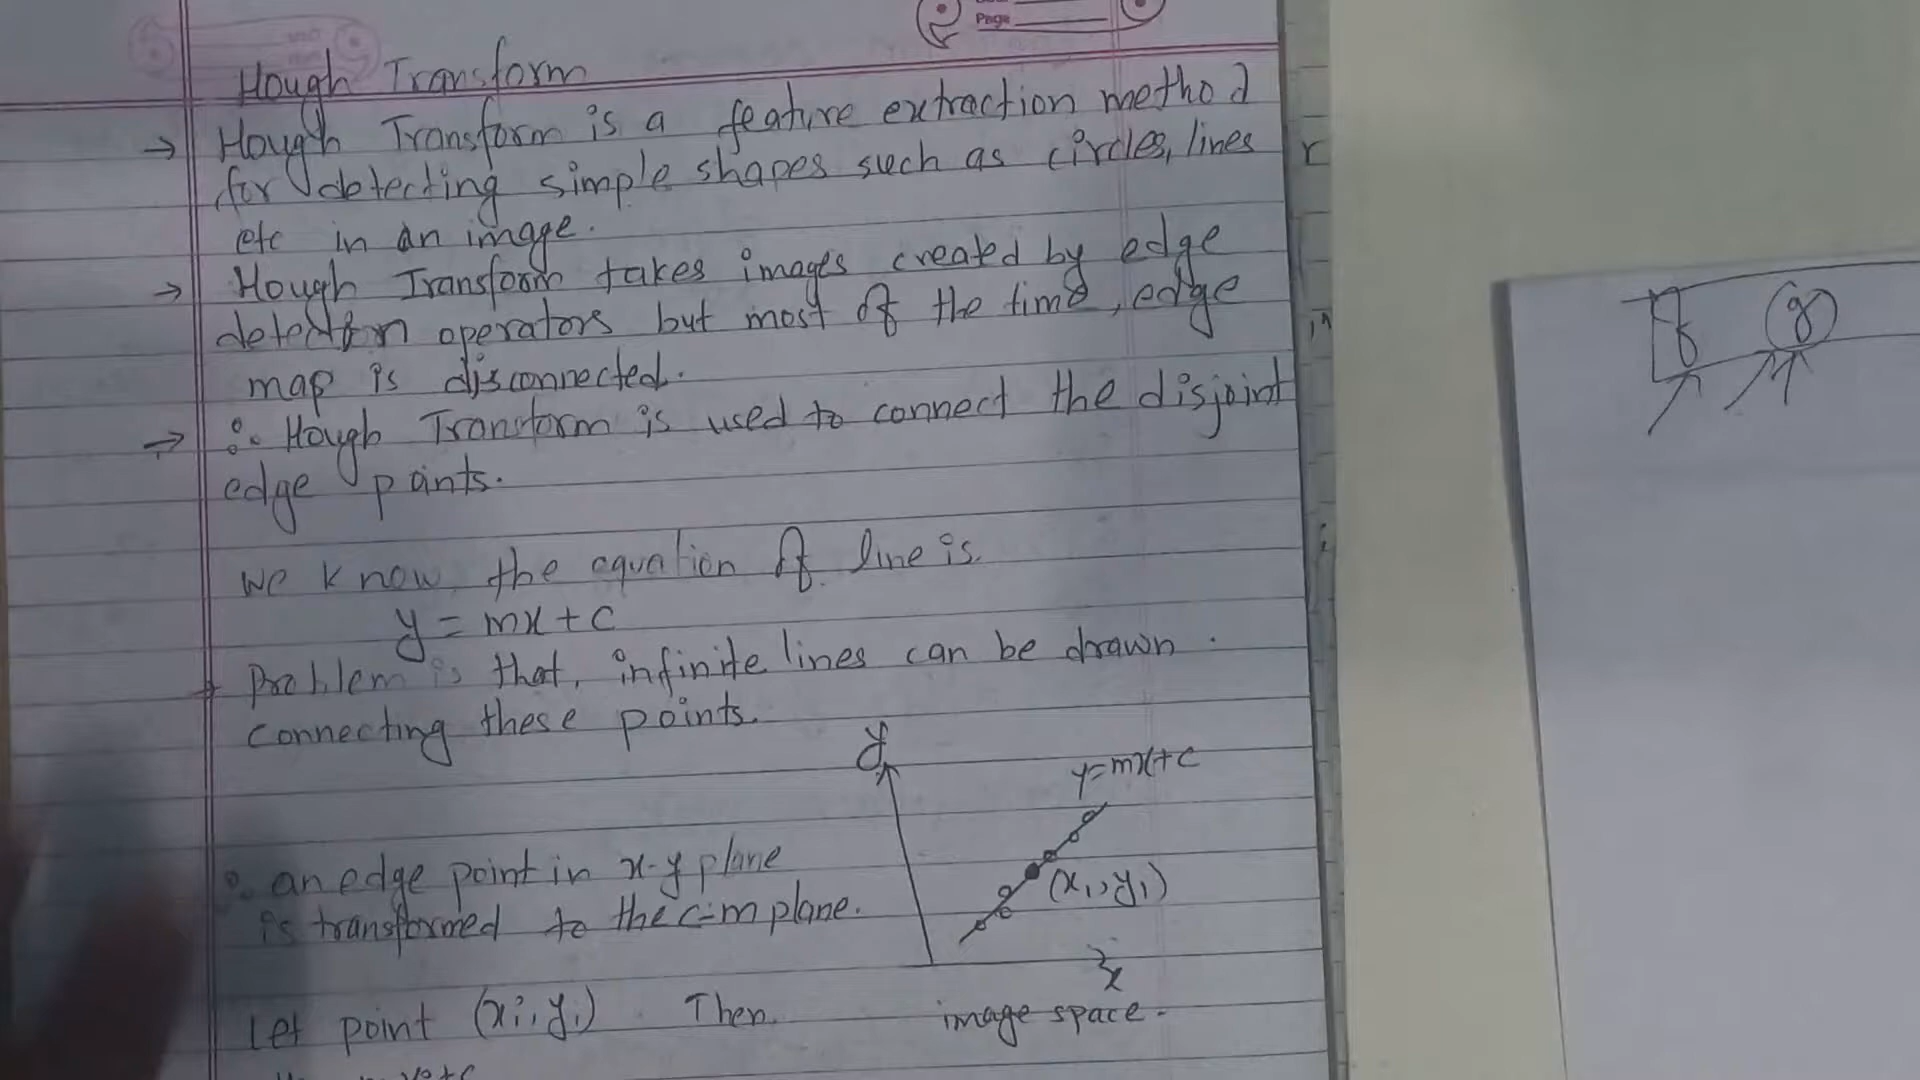 Page
Hough Transform
→ Hough Transform is a feature extraction method
for detecting simple shapes such as circles, lines
etc in an image.
→ Hough Transform takes images created by edge
detection operators but most of the time, edge
map is disconnected.
→ ∴ Hough Transform is used to connect the disjoint
edge points.
we know the equation of line is
y = mx + c
Problem is that, infinite lines can be drawn.
connecting these points.
y
y=mx+c
(x1, y1)
x
image space.
∴ an edge point in x-y plane
is transformed to the c-m plane.
Let point (xi, yi) Then
f 8